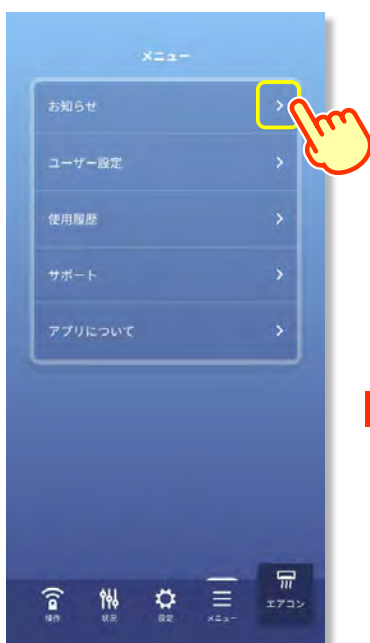 メニュー
お知らせ
ユーザー設定
使用履歴
サポート
アプリについて
操作
状況
設定
メニュー
エアコン